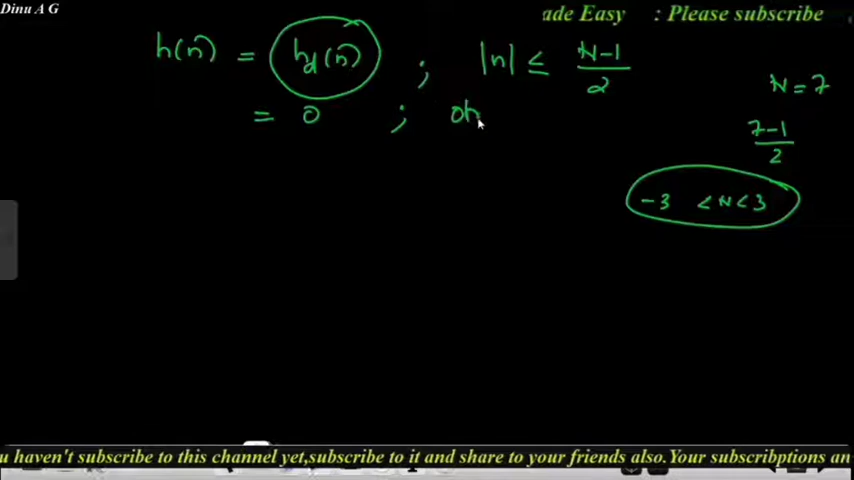 Dinu A G
ade Easy : Please subscribe
h(n) = hd(n) ; |n| ≤ N-1/2
= 0 ; oh
N = 7
7-1/2
-3 < N < 3
u haven't subscribe to this channel yet,subscribe to it and share to your friends also.Your subscribptions an